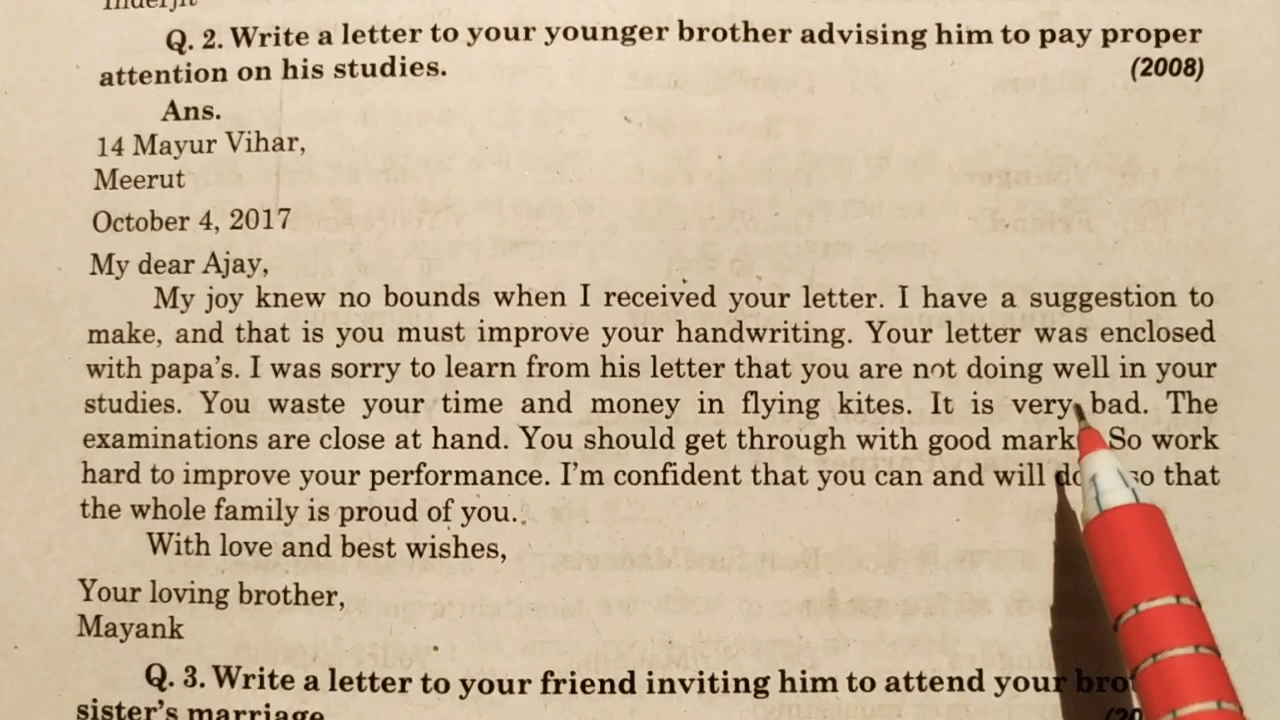 Inderjit
Q. 2. Write a letter to your younger brother advising him to pay proper
attention on his studies. (2008)
Ans.
14 Mayur Vihar,
Meerut
October 4, 2017
My dear Ajay,
My joy knew no bounds when I received your letter. I have a suggestion to
make, and that is you must improve your handwriting. Your letter was enclosed
with papa's. I was sorry to learn from his letter that you are not doing well in your
studies. You waste your time and money in flying kites. It is very bad. The
examinations are close at hand. You should get through with good mark So work
hard to improve your performance. I'm confident that you can and will do so that
the whole family is proud of you.
With love and best wishes,
Your loving brother,
Mayank
Q. 3. Write a letter to your friend inviting him to attend your
sister's marriage